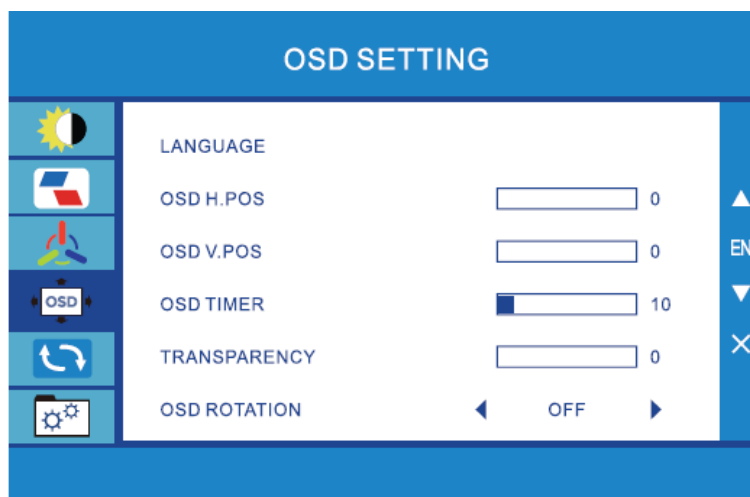 OSD SETTING
LANGUAGE
OSD H.POS 0
OSD V.POS 0
OSD TIMER 10
TRANSPARENCY 0
OSD ROTATION OFF
OSD
EN